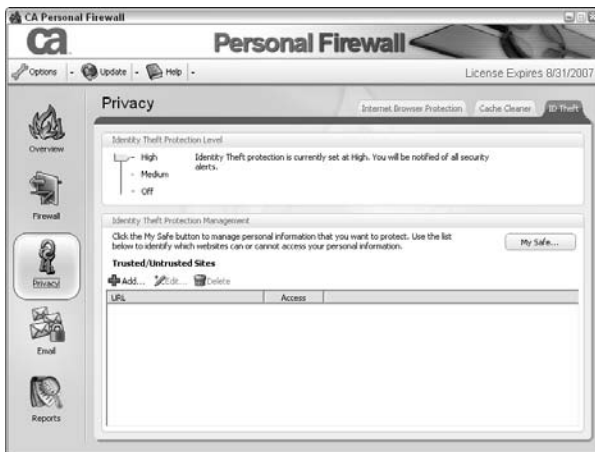 CA Personal Firewall
ca
Personal Firewall
Options
Update
Help
License Expires 8/31/2007
Privacy
Internet Browser Protection
Cache Cleaner
ID Theft
Overview
Firewall
Privacy
Email
Reports
Identity Theft Protection Level
High
Medium
Off
Identity Theft protection is currently set at High. You will be notified of all security
alerts.
Identity Theft Protection Management
Click the My Safe button to manage personal information that you want to protect. Use the list
below to identify which websites can or cannot access your personal information.
My Safe...
Trusted/Untrusted Sites
Add...
Edit...
Delete
URL
Access